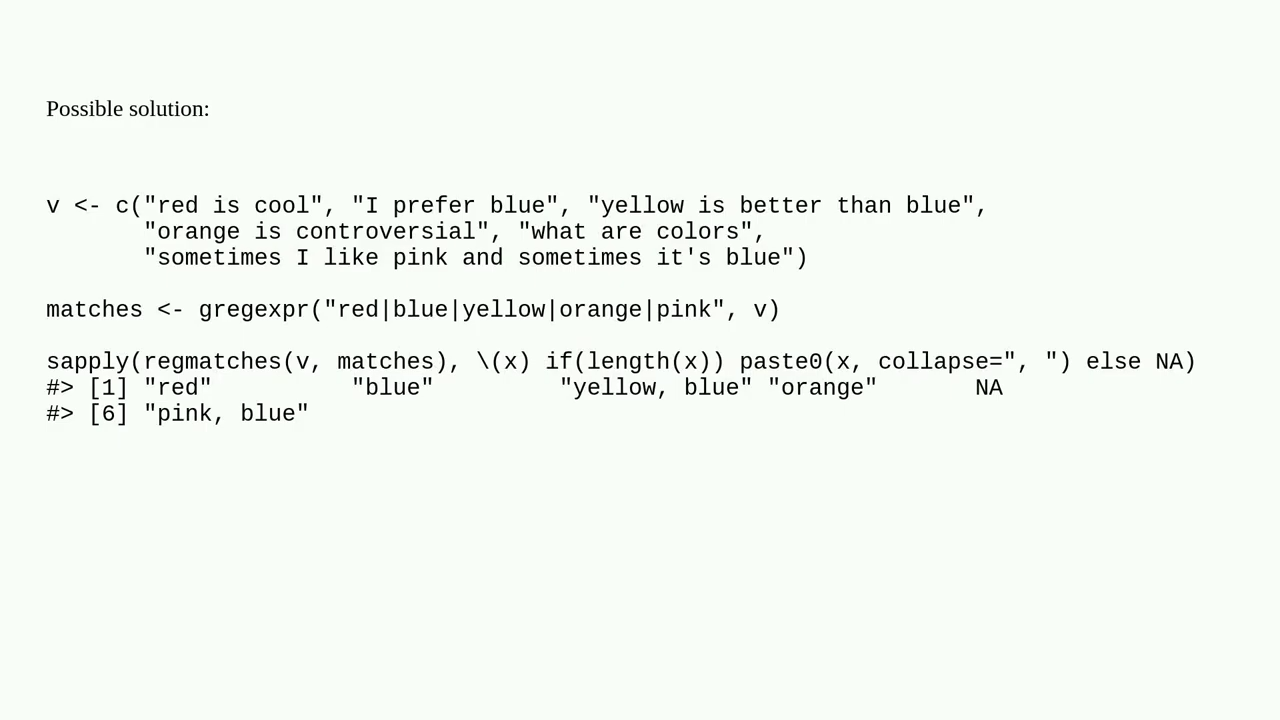 Possible solution:
v <- c("red is cool", "I prefer blue", "yellow is better than blue",
       "orange is controversial", "what are colors",
       "sometimes I like pink and sometimes it's blue")
matches <- gregexpr("red|blue|yellow|orange|pink", v)
sapply(regmatches(v, matches), \(x) if(length(x)) paste0(x, collapse=", ") else NA)
#> [1] "red"          "blue"         "yellow, blue" "orange"       NA
#> [6] "pink, blue"